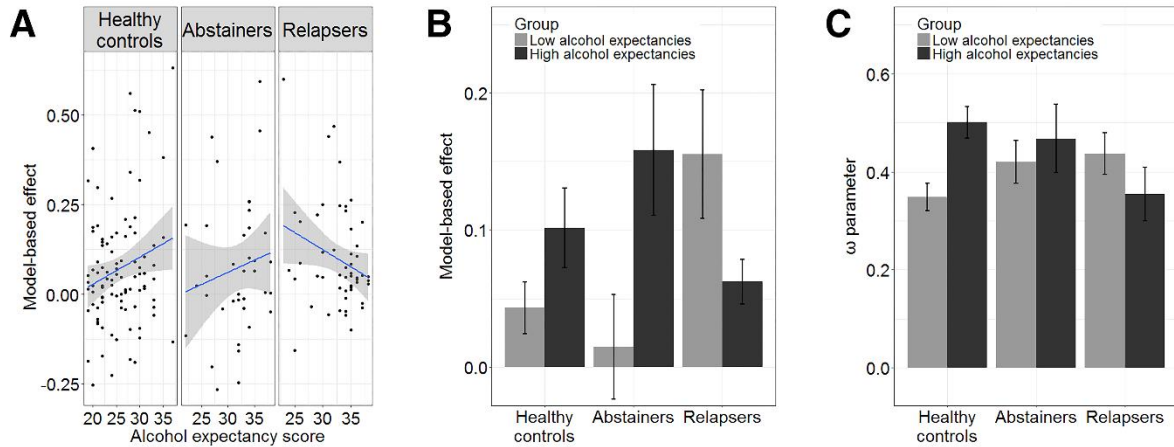 A
Healthy controls
Abstainers
Relapsers
Model-based effect
0.50
0.25
0.00
-0.25
20 25 30 35 25 30 35 25 30 35
Alcohol expectancy score
B
Group
Low alcohol expectancies
High alcohol expectancies
Model-based effect
0.2
0.1
0.0
Healthy controls
Abstainers
Relapsers
C
Group
Low alcohol expectancies
High alcohol expectancies
ω parameter
0.6
0.4
0.2
0.0
Healthy controls
Abstainers
Relapsers